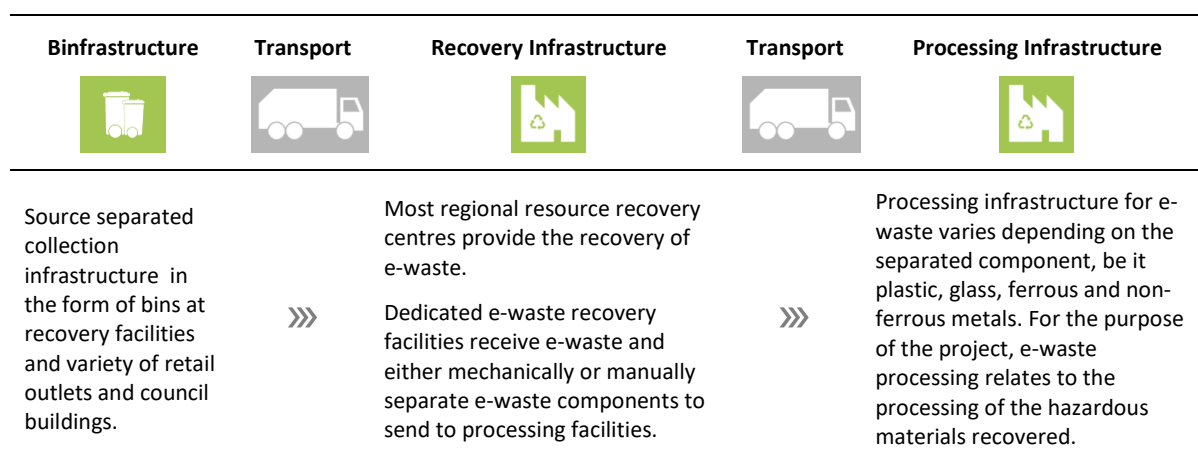 Binfrastructure Transport Recovery Infrastructure Transport Processing Infrastructure
Source separated
collection
infrastructure in
the form of bins at
recovery facilities
and variety of retail
outlets and council
buildings.
Most regional resource recovery
centres provide the recovery of
e-waste.
Dedicated e-waste recovery
facilities receive e-waste and
either mechanically or manually
separate e-waste components to
send to processing facilities.
Processing infrastructure for e-
waste varies depending on the
separated component, be it
plastic, glass, ferrous and non-
ferrous metals. For the purpose
of the project, e-waste
processing relates to the
processing of the hazardous
materials recovered.